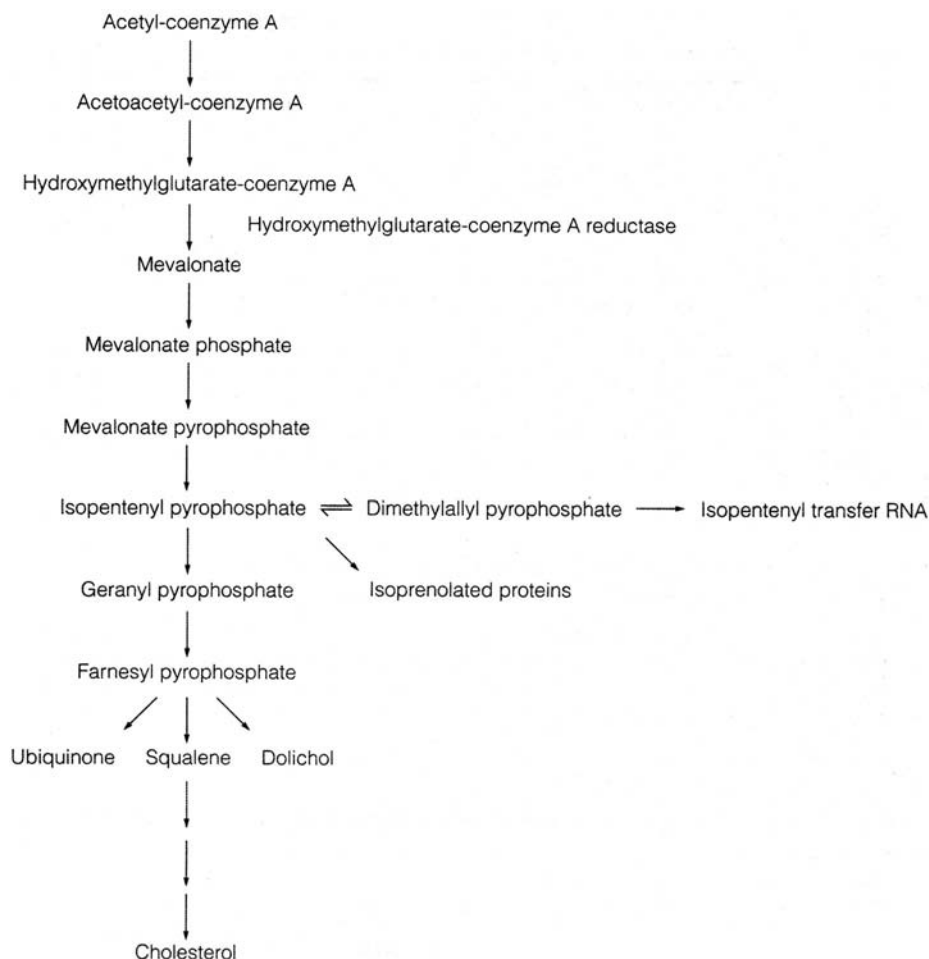 Acetyl-coenzyme A
Acetoacetyl-coenzyme A
Hydroxymethylglutarate-coenzyme A
Hydroxymethylglutarate-coenzyme A reductase
Mevalonate
Mevalonate phosphate
Mevalonate pyrophosphate
Isopentenyl pyrophosphate Dimethylallyl pyrophosphate Isopentenyl transfer RNA
Geranyl pyrophosphate Isoprenolated proteins
Farnesyl pyrophosphate
Ubiquinone Squalene Dolichol
Cholesterol